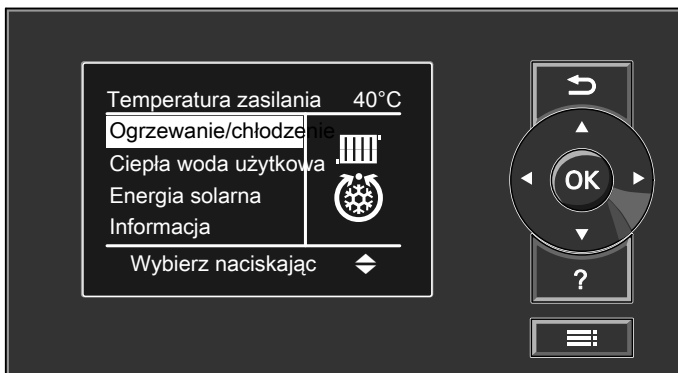 Temperatura zasilania 40°C
Ogrzewanie/chłodzenie
Ciepła woda użytkowa
Energia solarna
Informacja
Wybierz naciskając
OK
?